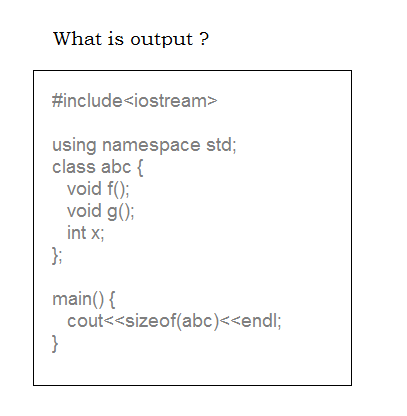 What is output ?
#include<iostream>
using namespace std;
class abc {
void f();
void g();
int x;
};
main() {
cout<<sizeof(abc)<<endl;
}